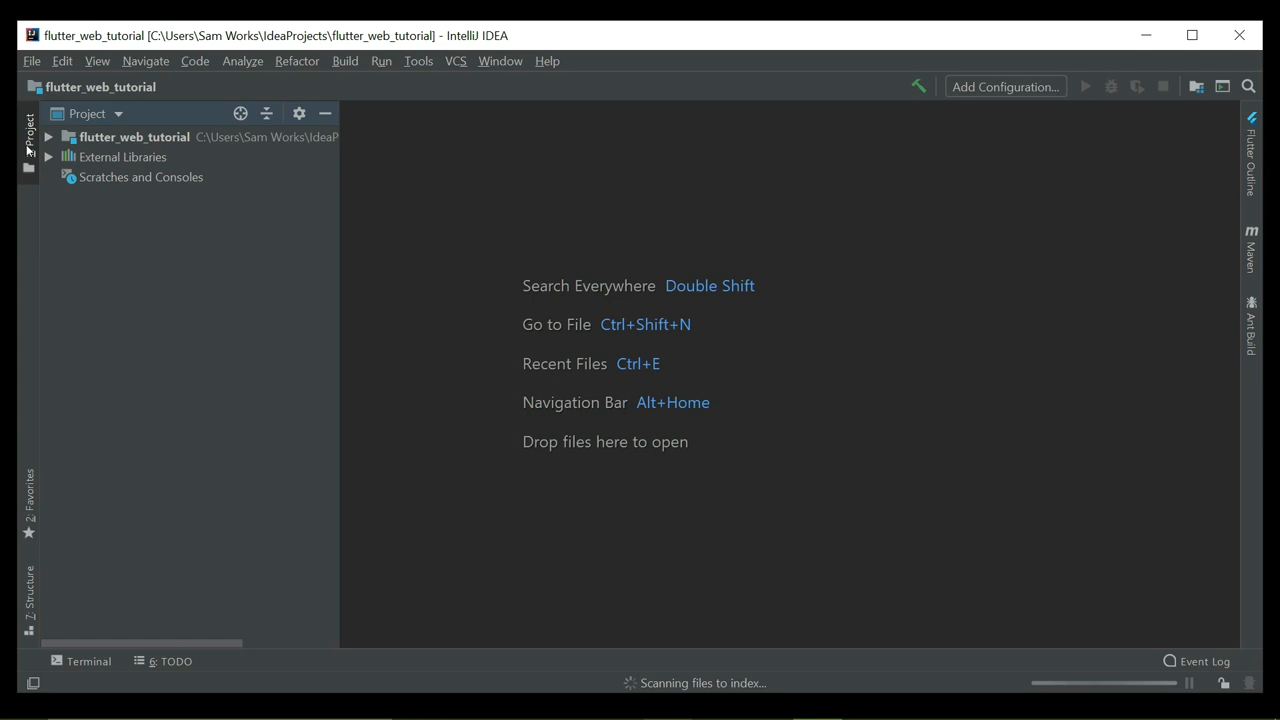 flutter_web_tutorial [C:\Users\Sam Works\IdeaProjects\flutter_web_tutorial] - IntelliJ IDEA
File Edit View Navigate Code Analyze Refactor Build Run Tools VCS Window Help
flutter_web_tutorial
Add Configuration...
Project
Project
flutter_web_tutorial C:\Users\Sam Works\IdeaP
External Libraries
Scratches and Consoles
Search Everywhere Double Shift
Go to File Ctrl+Shift+N
Recent Files Ctrl+E
Navigation Bar Alt+Home
Drop files here to open
2: Favorites
7: Structure
Flutter Outline
Maven
Ant Build
Terminal
6: TODO
Event Log
Scanning files to index...